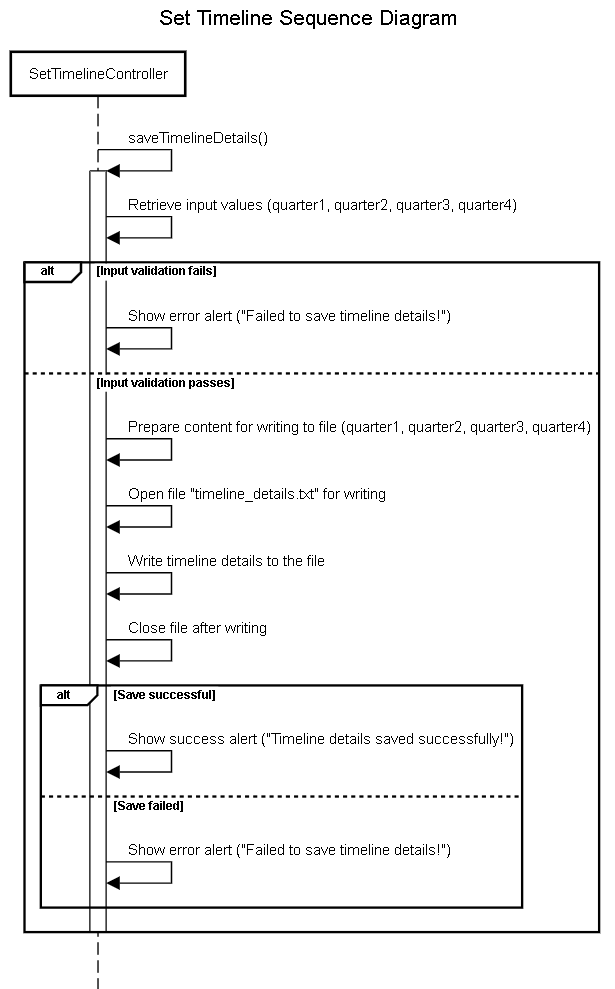 Set Timeline Sequence Diagram
SetTimelineController
saveTimelineDetails()
Retrieve input values (quarter1, quarter2, quarter3, quarter4)
alt [Input validation fails]
Show error alert ("Failed to save timeline details!")
[Input validation passes]
Prepare content for writing to file (quarter1, quarter2, quarter3, quarter4)
Open file "timeline_details.txt" for writing
Write timeline details to the file
Close file after writing
alt [Save successful]
Show success alert ("Timeline details saved successfully!")
[Save failed]
Show error alert ("Failed to save timeline details!")